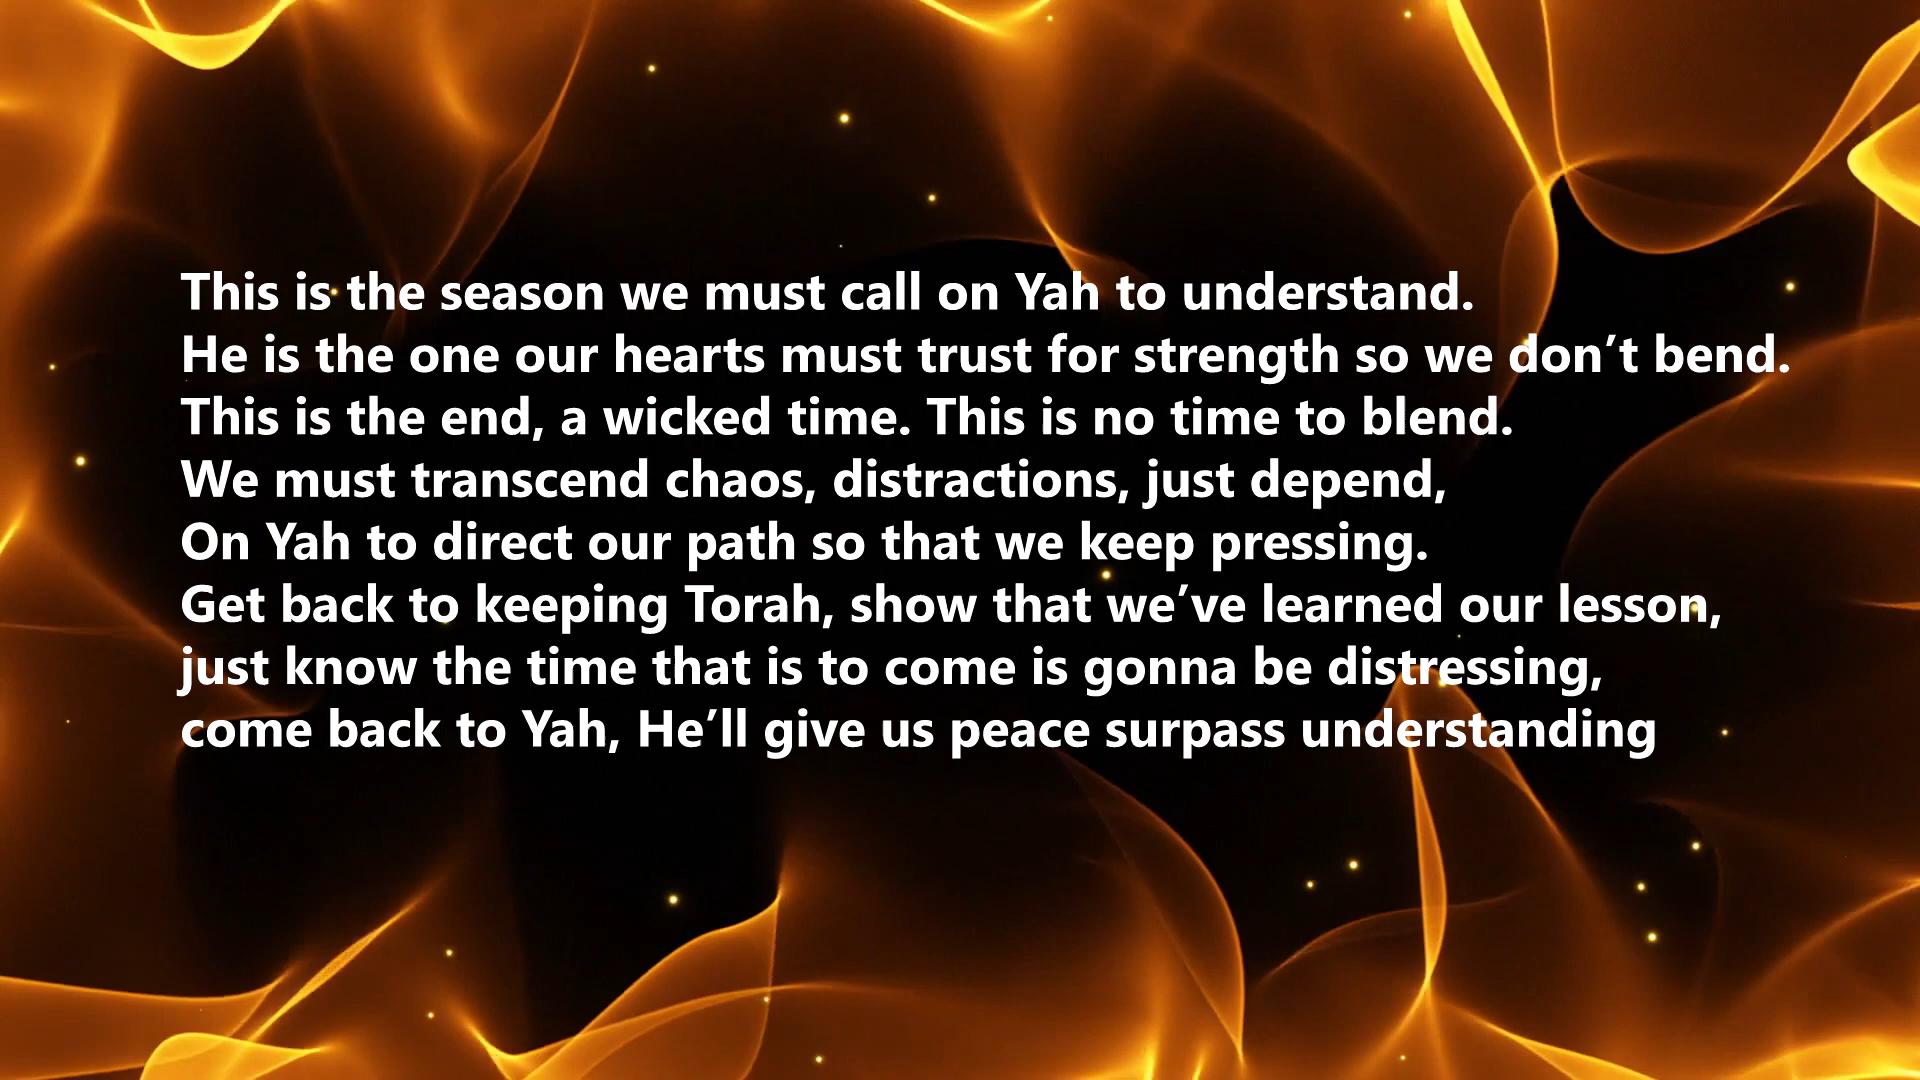 This is the season we must call on Yah to understand.
He is the one our hearts must trust for strength so we don’t bend.
This is the end, a wicked time. This is no time to blend.
We must transcend chaos, distractions, just depend,
On Yah to direct our path so that we keep pressing.
Get back to keeping Torah, show that we’ve learned our lesson,
just know the time that is to come is gonna be distressing,
come back to Yah, He’ll give us peace surpass understanding